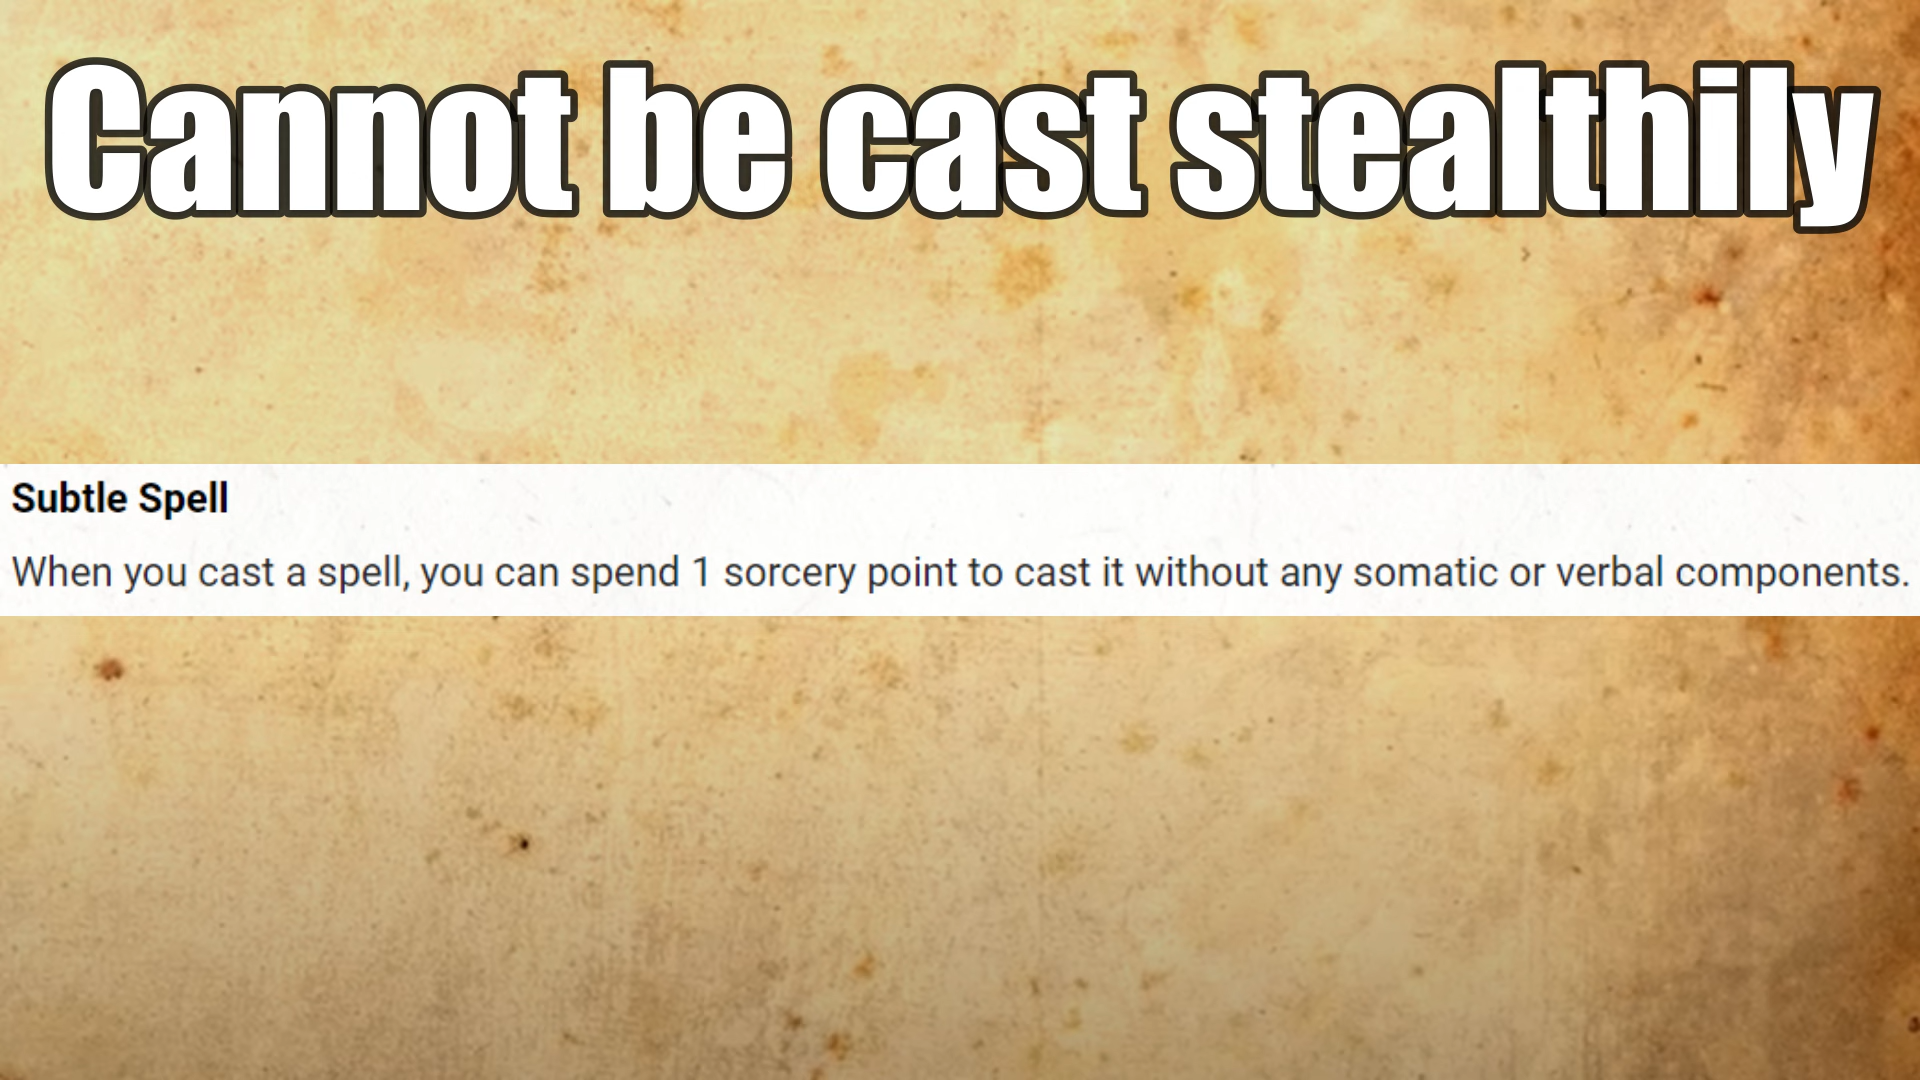 Cannot be cast stealthily
Subtle Spell
When you cast a spell, you can spend 1 sorcery point to cast it without any somatic or verbal components.